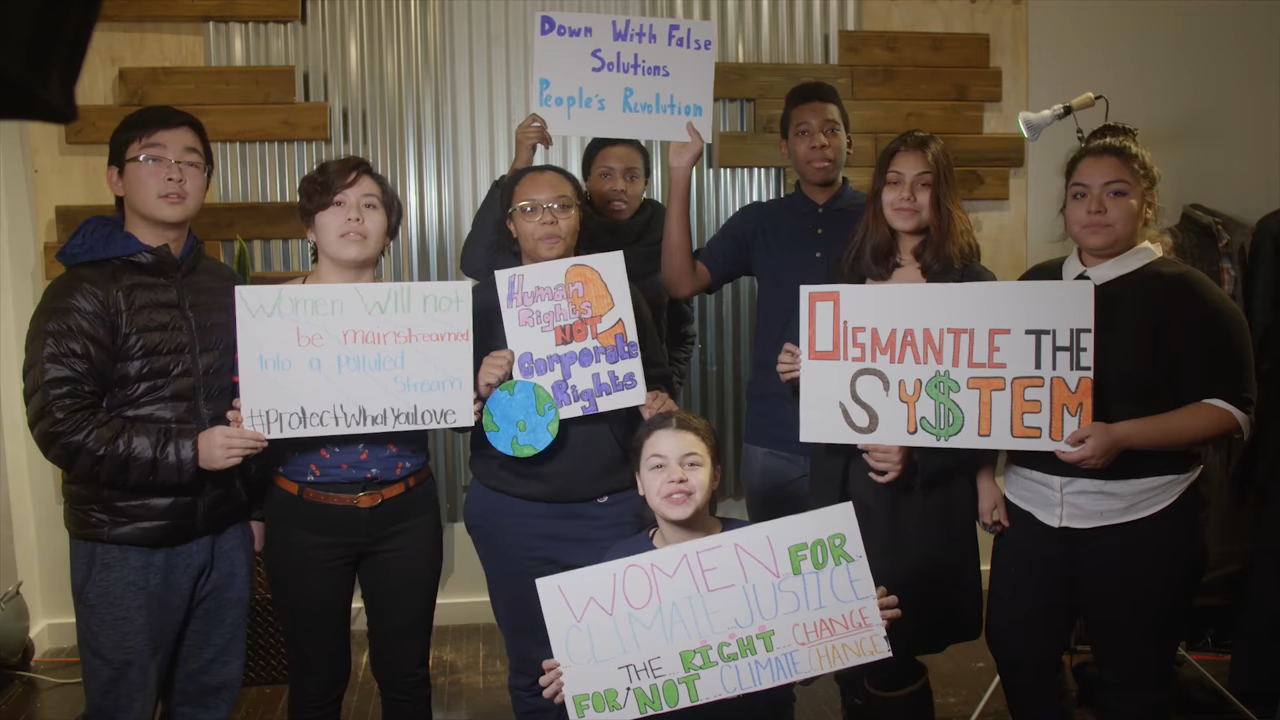 Down With False
Solutions
People's Revolution
Women Will not
be mainstreamed
Into a Polluted
Stream
#ProtectWhatYouLove
Human
Rights
NOT
Corporate
Rights
DISMANTLE THE
SY$TEM
WOMEN FOR
CLIMATE JUSTICE
THE RIGHT CHANGE
FOR/NOT CLIMATE CHANGE!